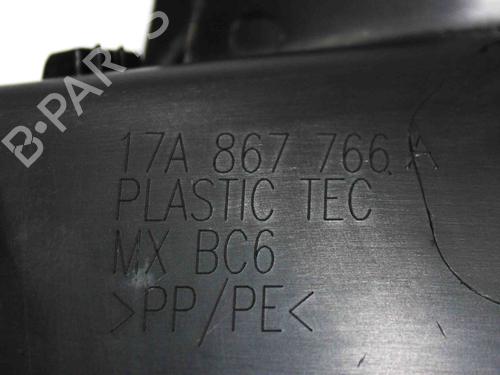 B-PARTS
17A 867 766 A
PLASTIC TEC
MX BC6
>PP/PE<